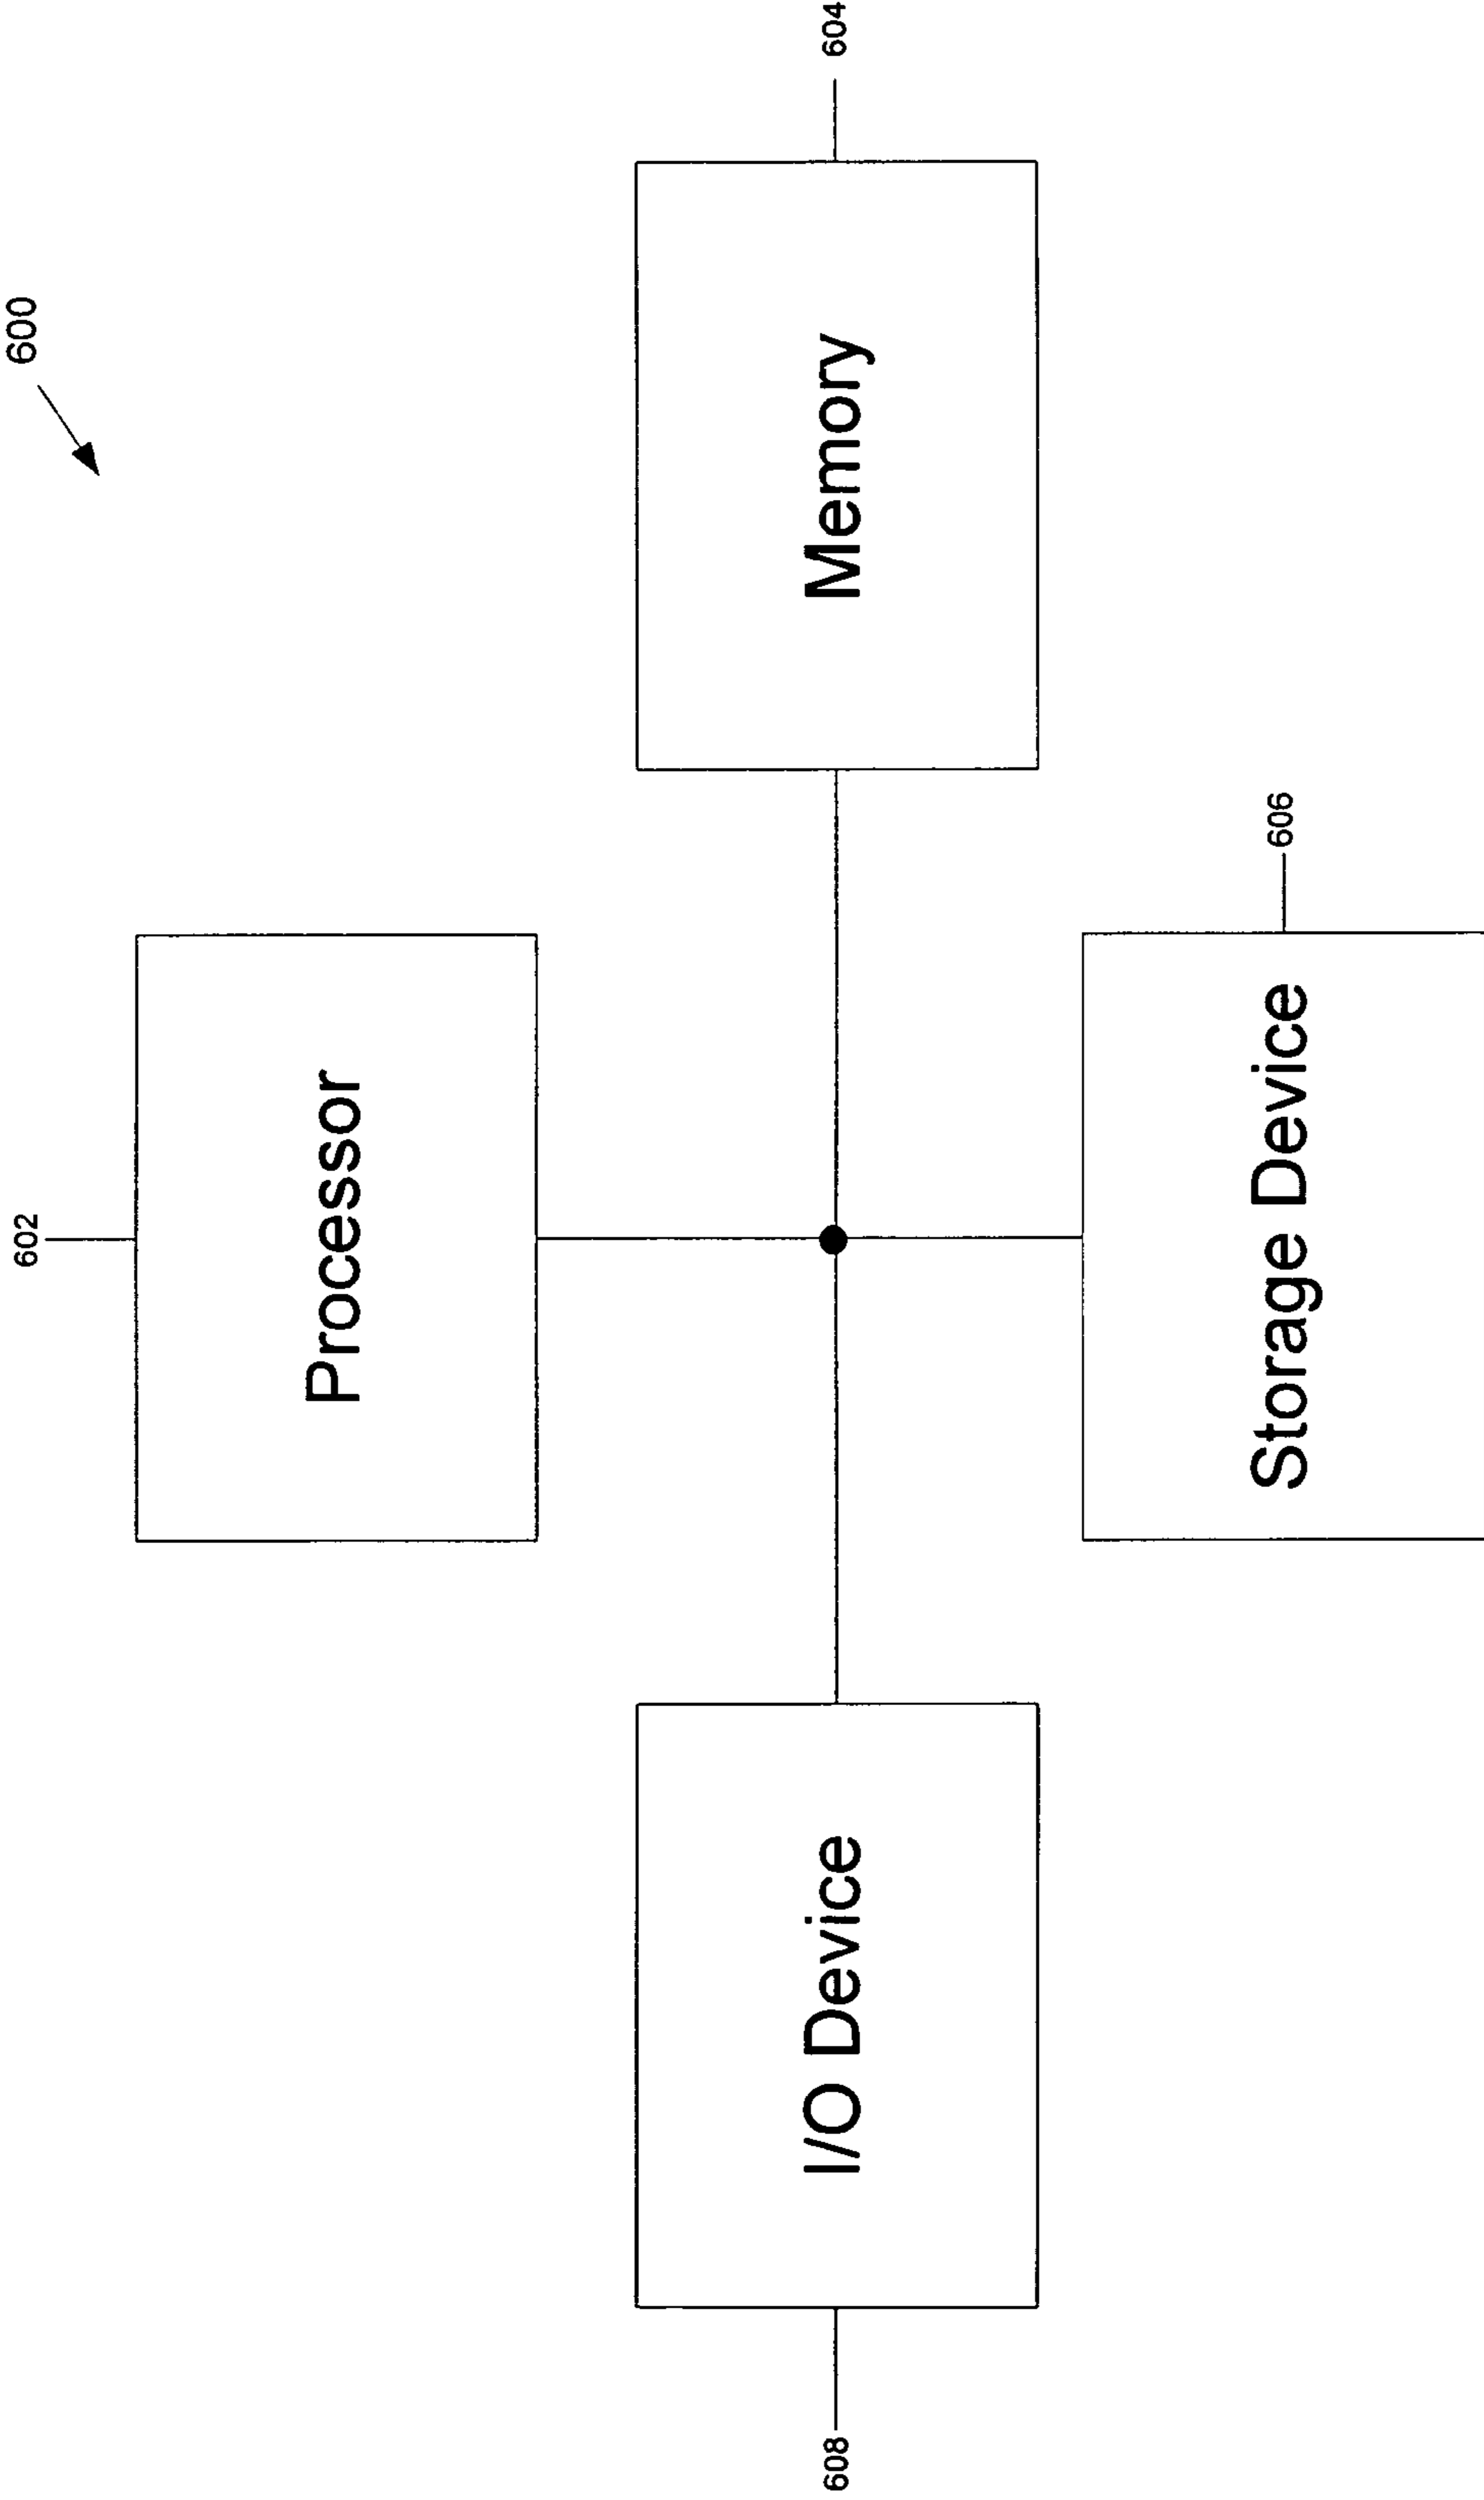 600
602
Processor
I/O Device
608
Memory
604
Storage Device
606